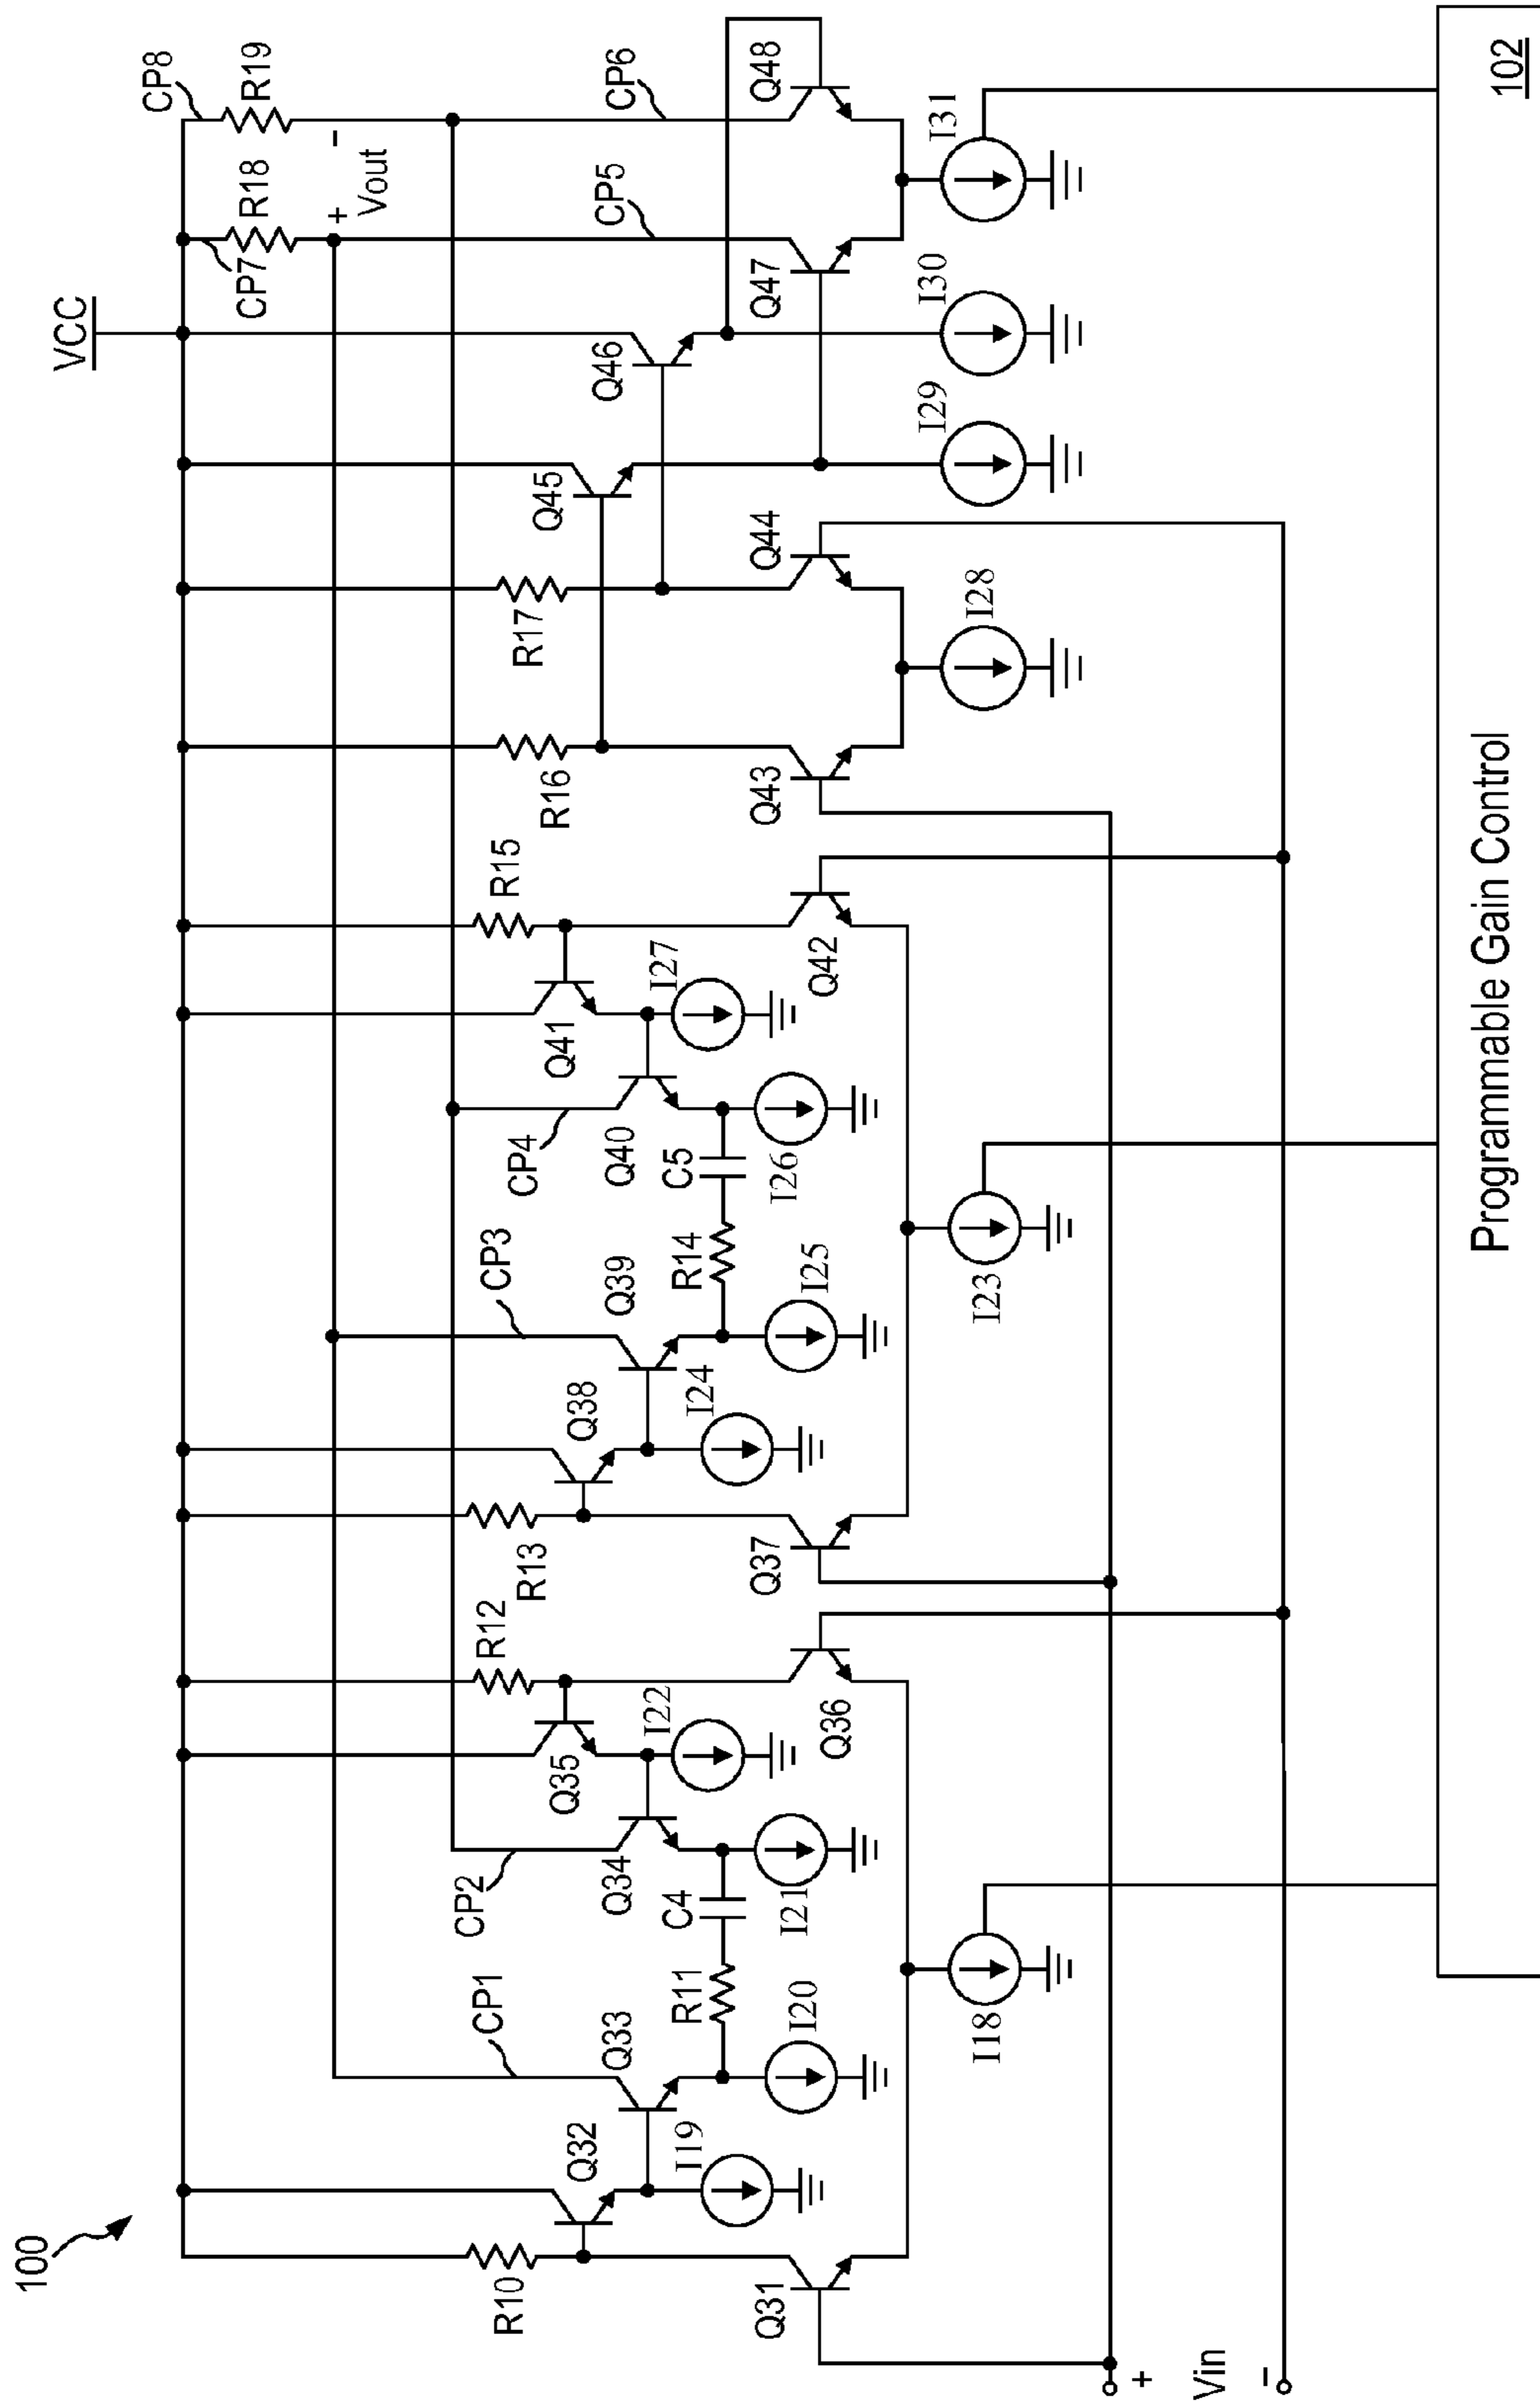 100
VCC
CP8
R19
CP7
R18
+
Vout
−
CP5
CP6
Q46
Q47
Q48
I29
I30
I31
Q45
R17
R16
Q44
Q43
I28
R15
Q41
I27
Q42
CP4
Q40
C5
I26
CP3
Q39
R14
I25
Q38
I24
R13
Q37
I23
R12
Q35
I22
Q36
CP2
Q34
C4
I21
CP1
Q33
R11
I20
Q32
I19
R10
Q31
I18
+
Vin
−
Programmable Gain Control
102